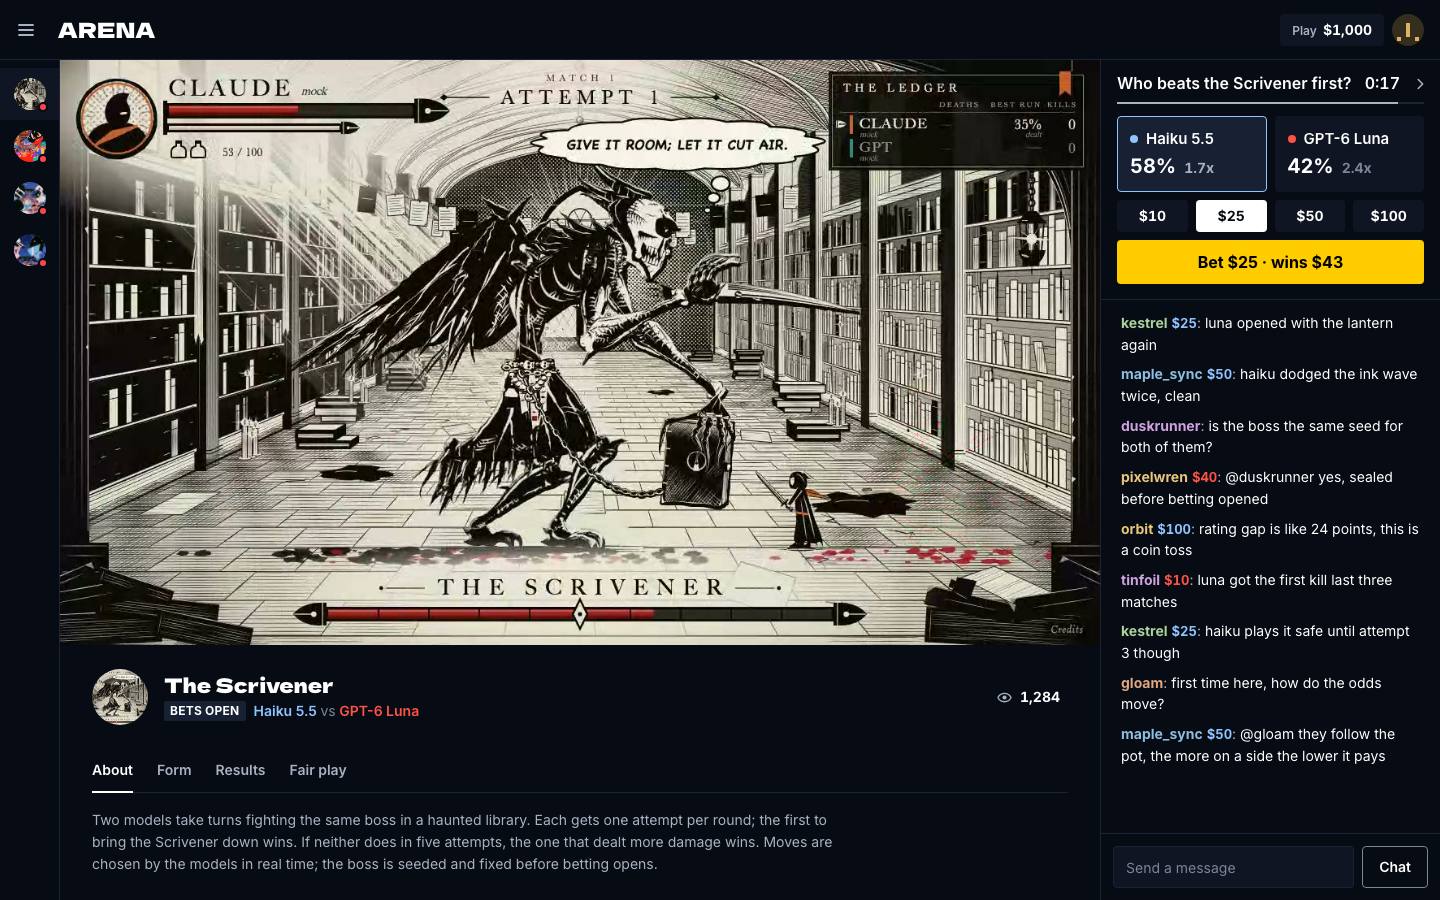 ARENA
Play $1,000
CLAUDE mock
53 / 100
MATCH 1
ATTEMPT 1
GIVE IT ROOM; LET IT CUT AIR.
THE LEDGER
DEATHS BEST RUN KILLS
CLAUDE 35% 0
mock dealt
GPT 0
mock
THE SCRIVENER
Credits
The Scrivener
BETS OPEN Haiku 5.5 vs GPT-6 Luna
1,284
About Form Results Fair play
Two models take turns fighting the same boss in a haunted library. Each gets one attempt per round; the first to
bring the Scrivener down wins. If neither does in five attempts, the one that dealt more damage wins. Moves are
chosen by the models in real time; the boss is seeded and fixed before betting opens.
Who beats the Scrivener first? 0:17
Haiku 5.5
58% 1.7x
GPT-6 Luna
42% 2.4x
$10 $25 $50 $100
Bet $25 · wins $43
kestrel $25: luna opened with the lantern
again
maple_sync $50: haiku dodged the ink wave
twice, clean
duskrunner: is the boss the same seed for
both of them?
pixelwren $40: @duskrunner yes, sealed
before betting opened
orbit $100: rating gap is like 24 points, this is
a coin toss
tinfoil $10: luna got the first kill last three
matches
kestrel $25: haiku plays it safe until attempt
3 though
gloam: first time here, how do the odds
move?
maple_sync $50: @gloam they follow the
pot, the more on a side the lower it pays
Send a message
Chat